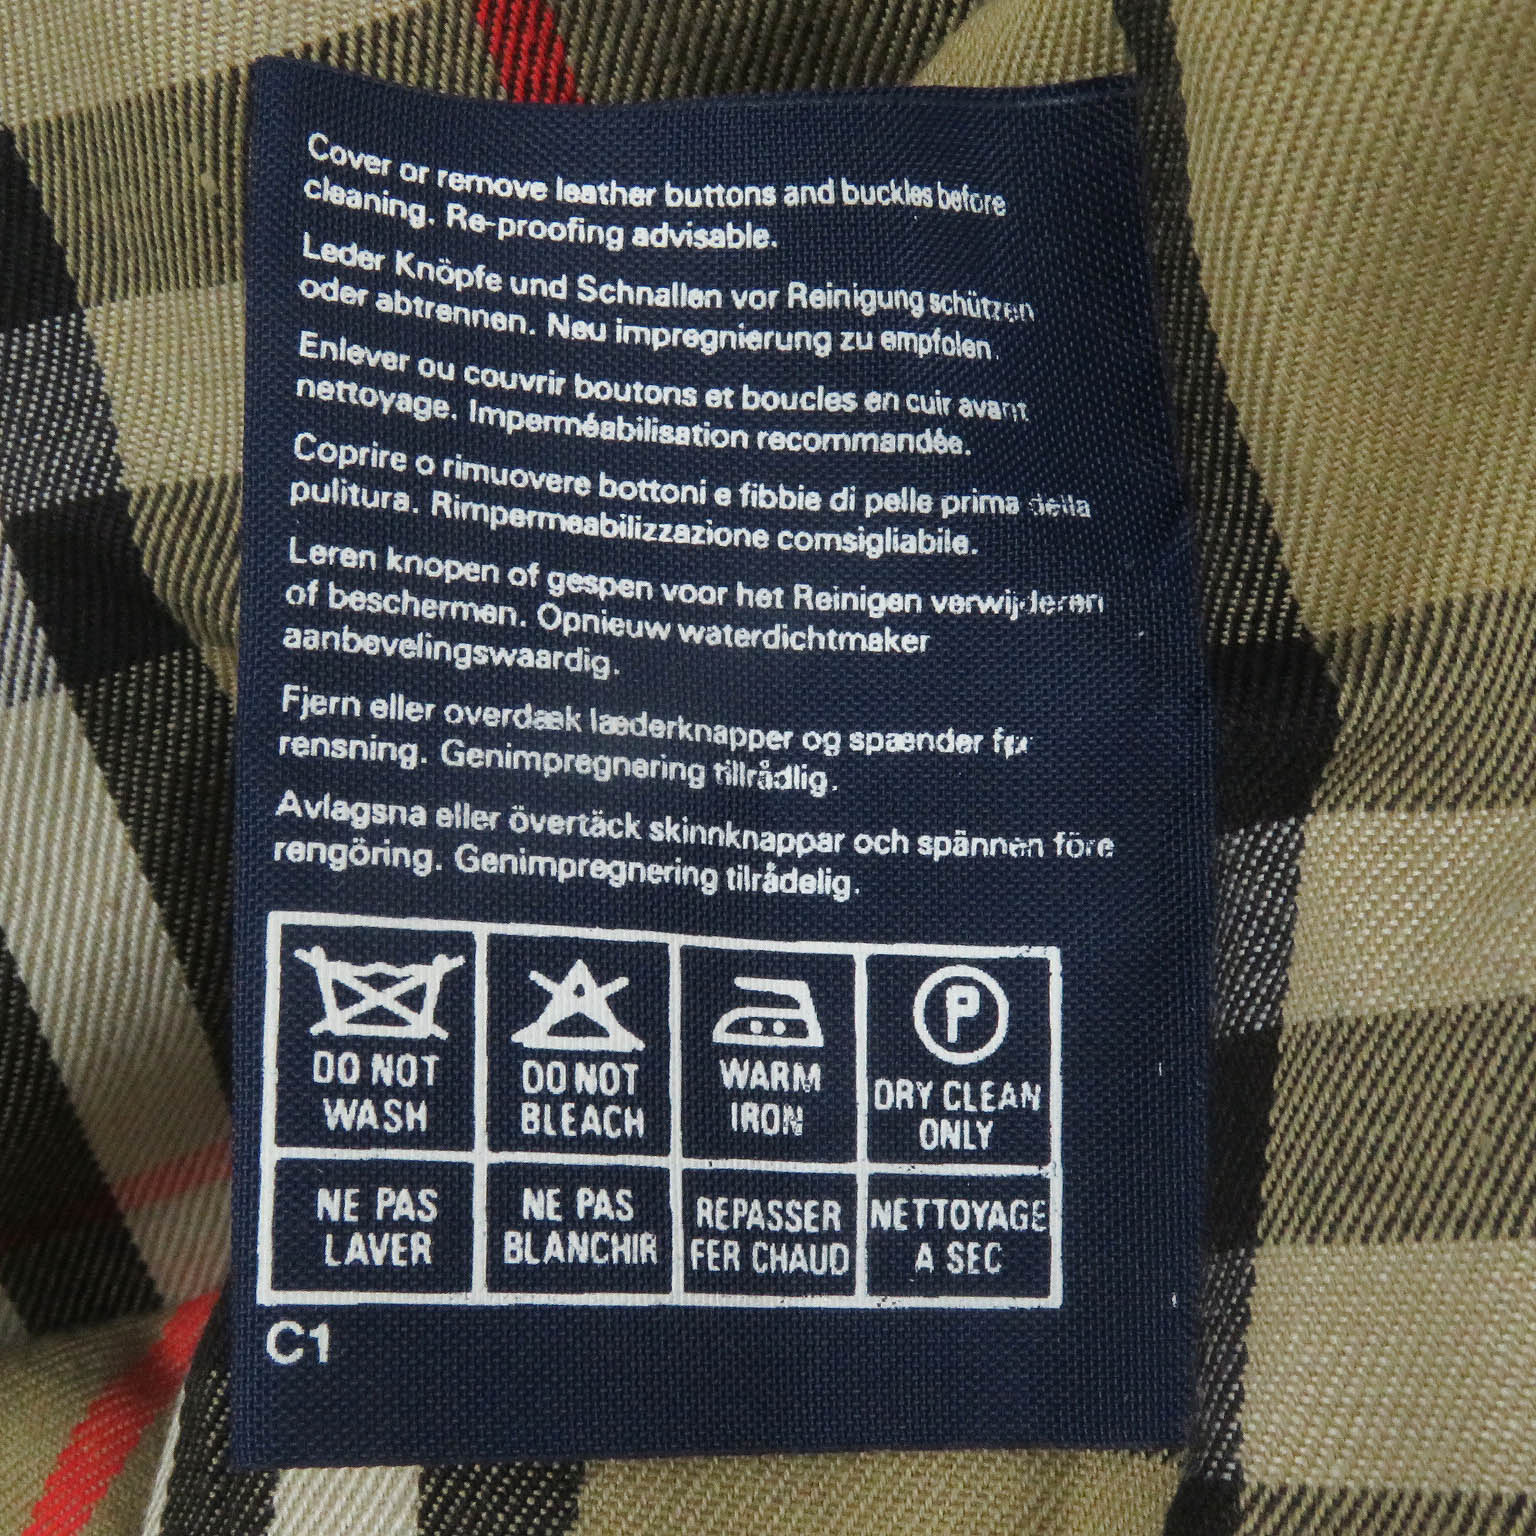 Cover or remove leather buttons and buckles before
cleaning. Re-proofing advisable.
Leder Knöpfe und Schnallen vor Reinigung schützen
oder abtrennen. Neu impregnierung zu empfolen.
Enlever ou couvrir boutons et boucles en cuir avant
nettoyage. Imperméabilisation recommandée.
Coprire o rimuovere bottoni e fibbie di pelle prima della
pulitura. Rimpermeabilizzazione comsigliabile.
Leren knopen of gespen voor het Reinigen verwijderen
of beschermen. Opnieuw waterdichtmaker
aanbevelingswaardig.
Fjern eller overdæk læderknapper og spænder før
rensning. Genimpregnering tillrådlig.
Avlagsna eller övertäck skinnknappar och spännen före
rengöring. Genimpregnering tilrådelig.
DO NOT
WASH
DO NOT
BLEACH
WARM
IRON
P
DRY CLEAN
ONLY
NE PAS
LAVER
NE PAS
BLANCHIR
REPASSER
FER CHAUD
NETTOYAGE
A SEC
C1